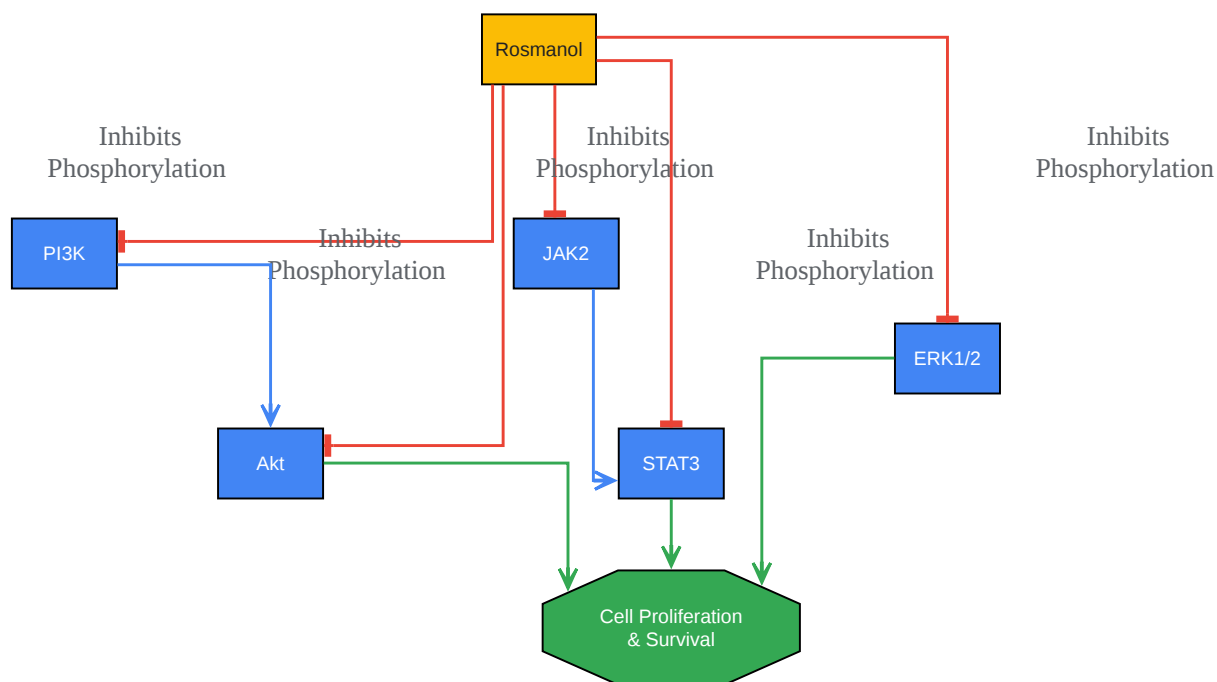 Rosmanol
Inhibits
Phosphorylation
Inhibits
Phosphorylation
Inhibits
Phosphorylation
PI3K
Inhibits
Phosphorylation
JAK2
Inhibits
Phosphorylation
ERK1/2
Akt
STAT3
Cell Proliferation
& Survival